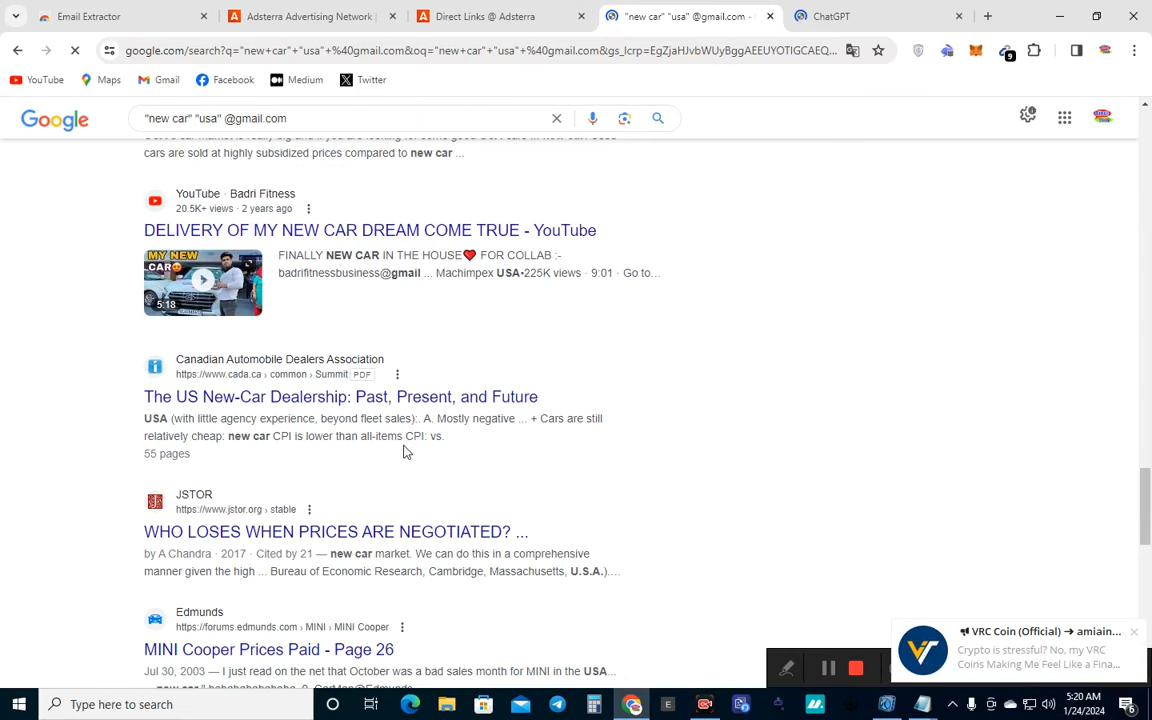 Email Extractor
Adsterra Advertising Network |
Direct Links @ Adsterra
"new car" "usa" @gmail.com -
ChatGPT
google.com/search?q="new+car"+"usa"+%40gmail.com&oq="new+car"+"usa"+%40gmail.com&gs_lcrp=EgZjaHJvbWUyBggAEEUYOTIGCAEQ...
9
YouTube
Maps
Gmail
Facebook
Medium
Twitter
Google
"new car" "usa" @gmail.com
cars are sold at highly subsidized prices compared to new car ...
YouTube · Badri Fitness
20.5K+ views · 2 years ago
DELIVERY OF MY NEW CAR DREAM COME TRUE - YouTube
MY NEW
CAR
5:18
FINALLY NEW CAR IN THE HOUSE❤️ FOR COLLAB :-
badrifitnessbusiness@gmail ... Machimpex USA•225K views · 9:01 · Go to...
Canadian Automobile Dealers Association
https://www.cada.ca › common › Summit PDF
The US New-Car Dealership: Past, Present, and Future
USA (with little agency experience, beyond fleet sales):. A. Mostly negative ... + Cars are still
relatively cheap: new car CPI is lower than all-items CPI: vs.
55 pages
JSTOR
https://www.jstor.org › stable
WHO LOSES WHEN PRICES ARE NEGOTIATED? ...
by A Chandra · 2017 · Cited by 21 — new car market. We can do this in a comprehensive
manner given the high ... Bureau of Economic Research, Cambridge, Massachusetts, U.S.A.)....
Edmunds
https://forums.edmunds.com › MINI › MINI Cooper
MINI Cooper Prices Paid - Page 26
Jul 30, 2003 — I just read on the net that October was a bad sales month for MINI in the USA...
VRC Coin (Official) ➔ amiain...
Crypto is stressful? No, my VRC
Coins Making Me Feel Like a Fina...
Type here to search
E
5:20 AM
1/24/2024
6